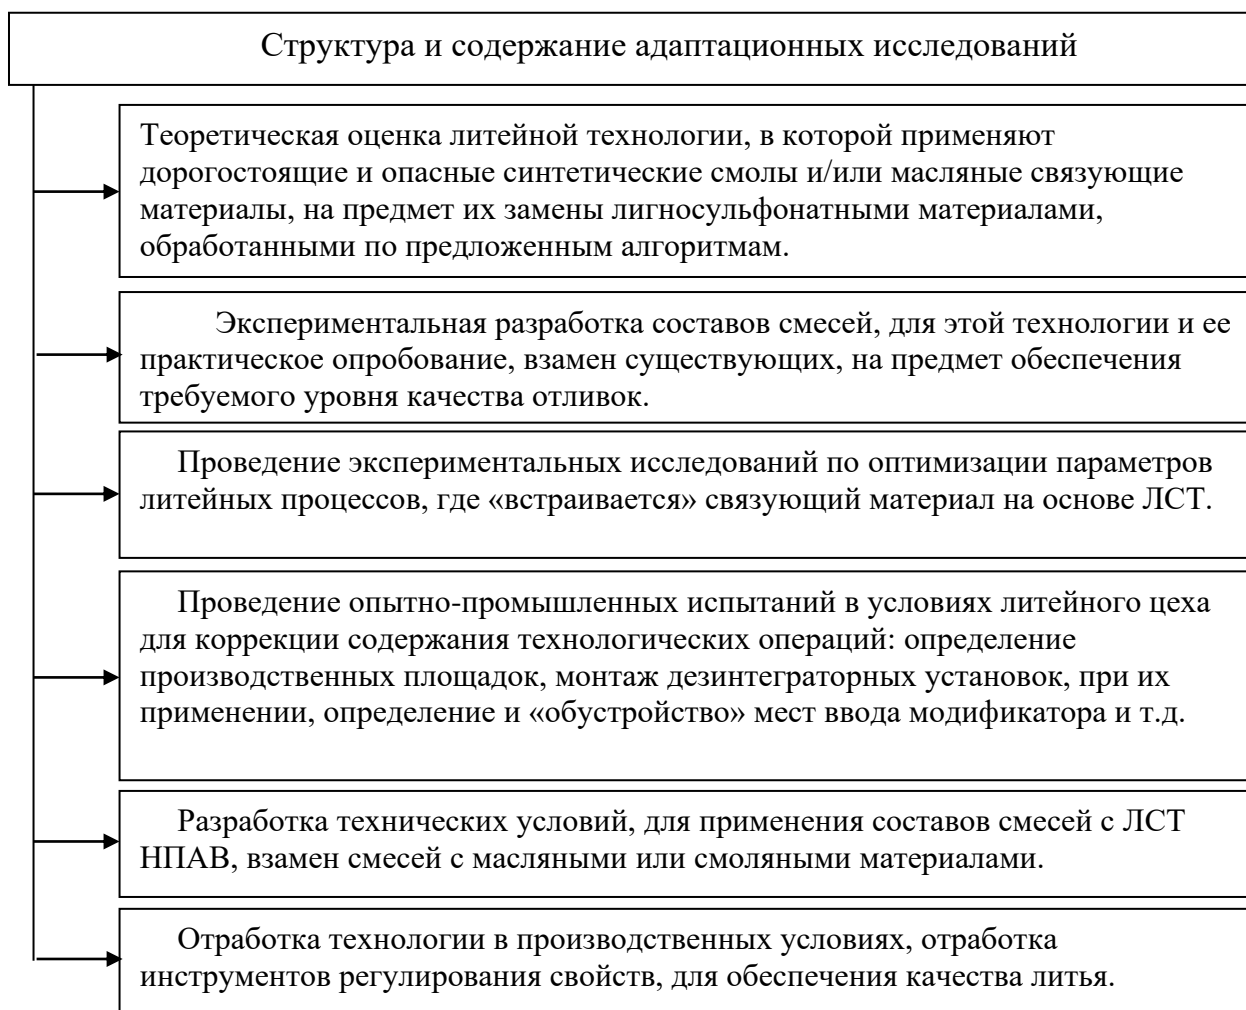 Структура и содержание адаптационных исследований
Теоретическая оценка литейной технологии, в которой применяют
дорогостоящие и опасные синтетические смолы и/или масляные связующие
материалы, на предмет их замены лигносульфонатными материалами,
обработанными по предложенным алгоритмам.
Экспериментальная разработка составов смесей, для этой технологии и ее
практическое опробование, взамен существующих, на предмет обеспечения
требуемого уровня качества отливок.
Проведение экспериментальных исследований по оптимизации параметров
литейных процессов, где «встраивается» связующий материал на основе ЛСТ.
Проведение опытно-промышленных испытаний в условиях литейного цеха
для коррекции содержания технологических операций: определение
производственных площадок, монтаж дезинтеграторных установок, при их
применении, определение и «обустройство» мест ввода модификатора и т.д.
Разработка технических условий, для применения составов смесей с ЛСТ
НПАВ, взамен смесей с масляными или смоляными материалами.
Отработка технологии в производственных условиях, отработка
инструментов регулирования свойств, для обеспечения качества литья.